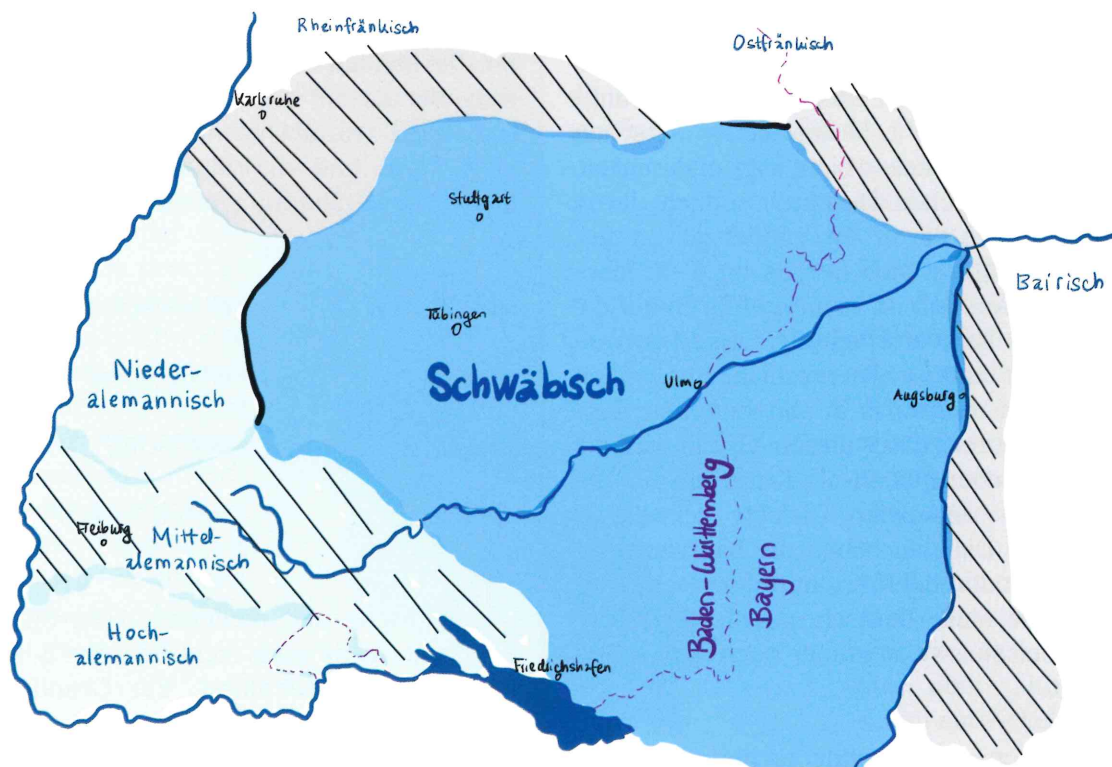 Rheinfränkisch
Ostfränkisch
Karlsruhe
Stuttgart
Bairisch
Tübingen
Nieder-
alemannisch
Schwäbisch
Ulm
Augsburg
Baden-Württemberg
Bayern
Freiburg
Mittel-
alemannisch
Hoch-
alemannisch
Friedrichshafen